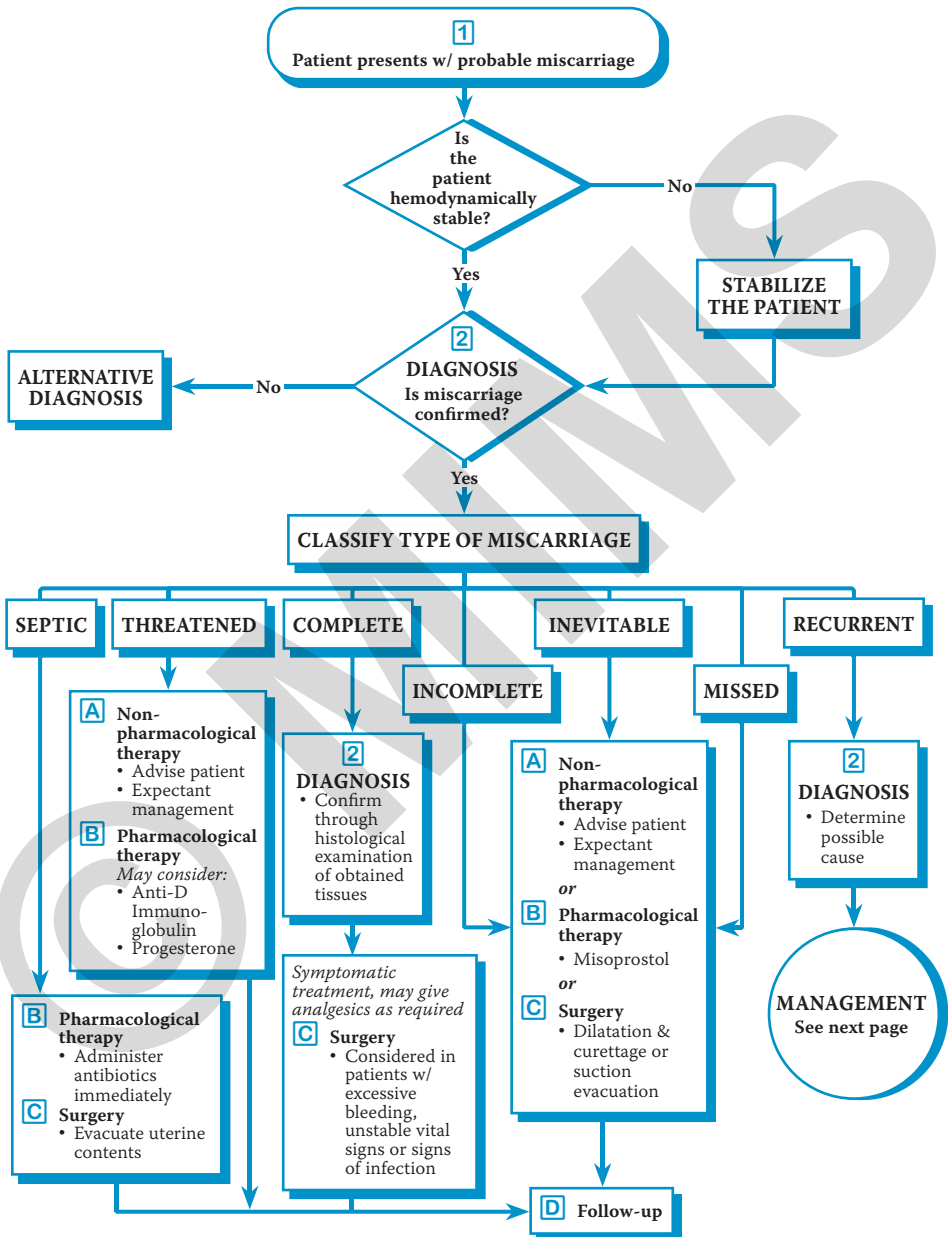 1
Patient presents w/ probable miscarriage
Is
the
patient
hemodynamically
stable?
No
Yes
STABILIZE
THE PATIENT
2
DIAGNOSIS
Is miscarriage
confirmed?
No
ALTERNATIVE
DIAGNOSIS
Yes
CLASSIFY TYPE OF MISCARRIAGE
SEPTIC
THREATENED
COMPLETE
INEVITABLE
RECURRENT
INCOMPLETE
MISSED
B Pharmacological
therapy
• Administer
antibiotics
immediately
C Surgery
• Evacuate uterine
contents
A Non-
pharmacological
therapy
• Advise patient
• Expectant
management
B Pharmacological
therapy
May consider:
• Anti-D
Immuno-
globulin
• Progesterone
2
DIAGNOSIS
• Confirm
through
histological
examination
of obtained
tissues
Symptomatic
treatment, may give
analgesics as required
C Surgery
• Considered in
patients w/
excessive
bleeding,
unstable vital
signs or signs
of infection
A Non-
pharmacological
therapy
• Advise patient
• Expectant
management
or
B Pharmacological
therapy
• Misoprostol
or
C Surgery
• Dilatation &
curettage or
suction
evacuation
2
DIAGNOSIS
• Determine
possible
cause
MANAGEMENT
See next page
D Follow-up
© MIMS